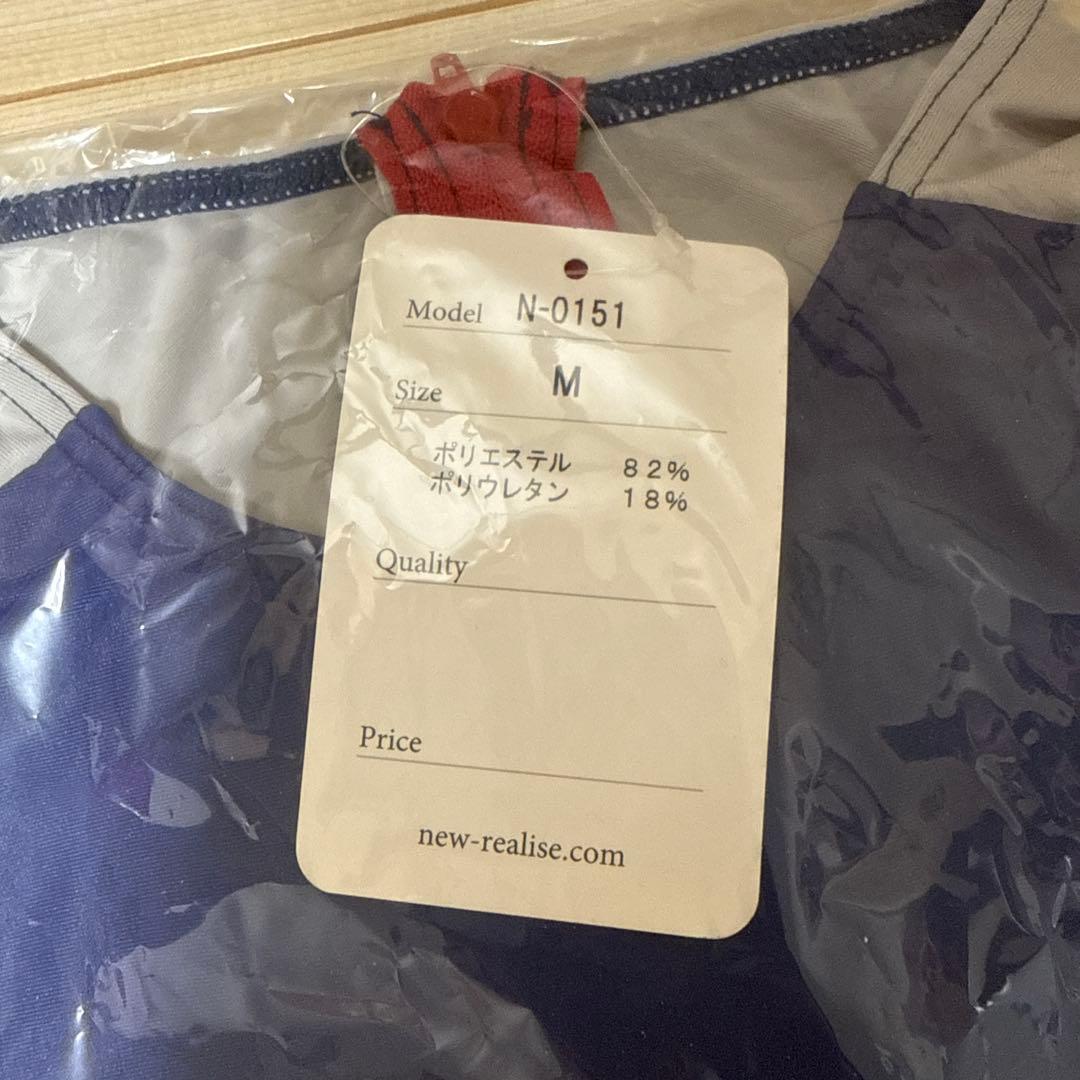 Model N-0151
Size M
ポリエステル 82%
ポリウレタン 18%
Quality
Price
new-realise.com